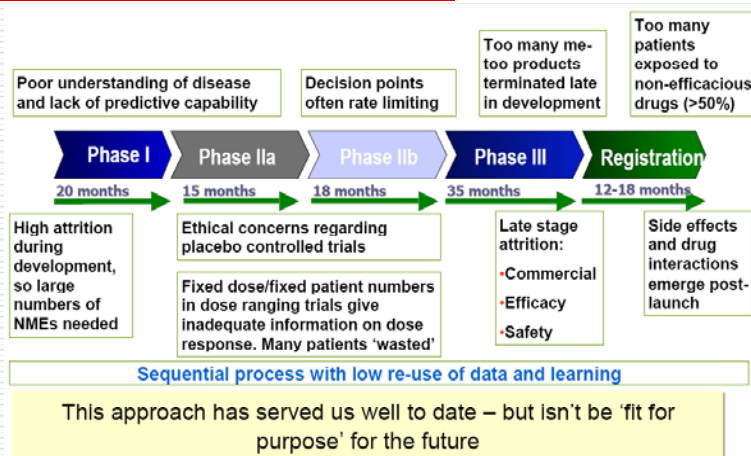 Poor understanding of disease
and lack of predictive capability
Decision points
often rate limiting
Too many me-
too products
terminated late
in development
Too many
patients
exposed to
non-efficacious
drugs (>50%)
Phase I
Phase IIa
Phase IIb
Phase III
Registration
20 months
15 months
18 months
35 months
12-18 months
High attrition
during
development,
so large
numbers of
NMEs needed
Ethical concerns regarding
placebo controlled trials
Fixed dose/fixed patient numbers
in dose ranging trials give
inadequate information on dose
response. Many patients ‘wasted’
Late stage
attrition:
•Commercial
•Efficacy
•Safety
Side effects
and drug
interactions
emerge post-
launch
Sequential process with low re-use of data and learning
This approach has served us well to date – but isn’t be ‘fit for
purpose’ for the future